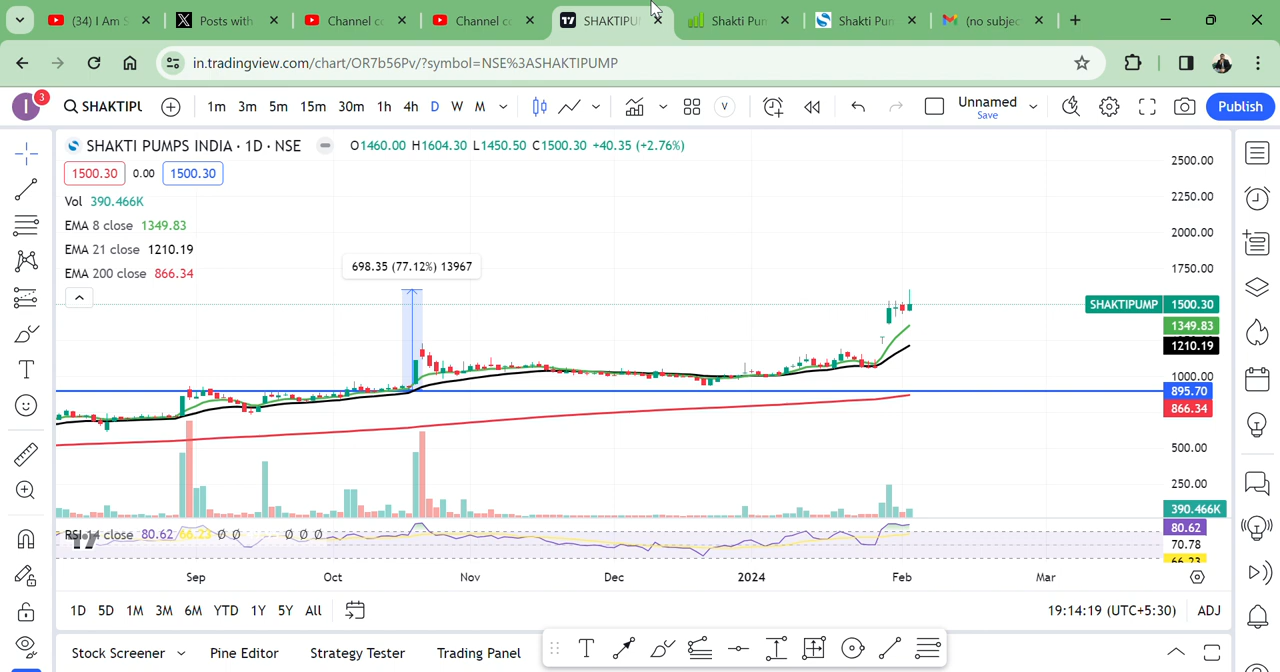 (34) I Am S
Posts with
Channel cc
Channel cc
SHAKTIPU
Shakti Pun
Shakti Pun
(no subjec
in.tradingview.com/chart/OR7b56Pv/?symbol=NSE%3ASHAKTIPUMP
I 3
SHAKTIPU
1m 3m 5m 15m 30m 1h 4h D W M
V
Unnamed
Save
Publish
SHAKTI PUMPS INDIA · 1D · NSE
O1460.00 H1604.30 L1450.50 C1500.30 +40.35 (+2.76%)
1500.30 0.00 1500.30
Vol 390.466K
EMA 8 close 1349.83
EMA 21 close 1210.19
EMA 200 close 866.34
698.35 (77.12%) 13967
2500.00
2250.00
2000.00
1750.00
SHAKTIPUMP 1500.30
1349.83
1210.19
1000.00
895.70
866.34
500.00
250.00
390.466K
RSI 14 close 80.62 66.23 Ø Ø Ø Ø Ø
80.62
70.78
66.23
Sep Oct Nov Dec 2024 Feb Mar
1D 5D 1M 3M 6M YTD 1Y 5Y All
19:14:19 (UTC+5:30) ADJ
Stock Screener Pine Editor Strategy Tester Trading Panel